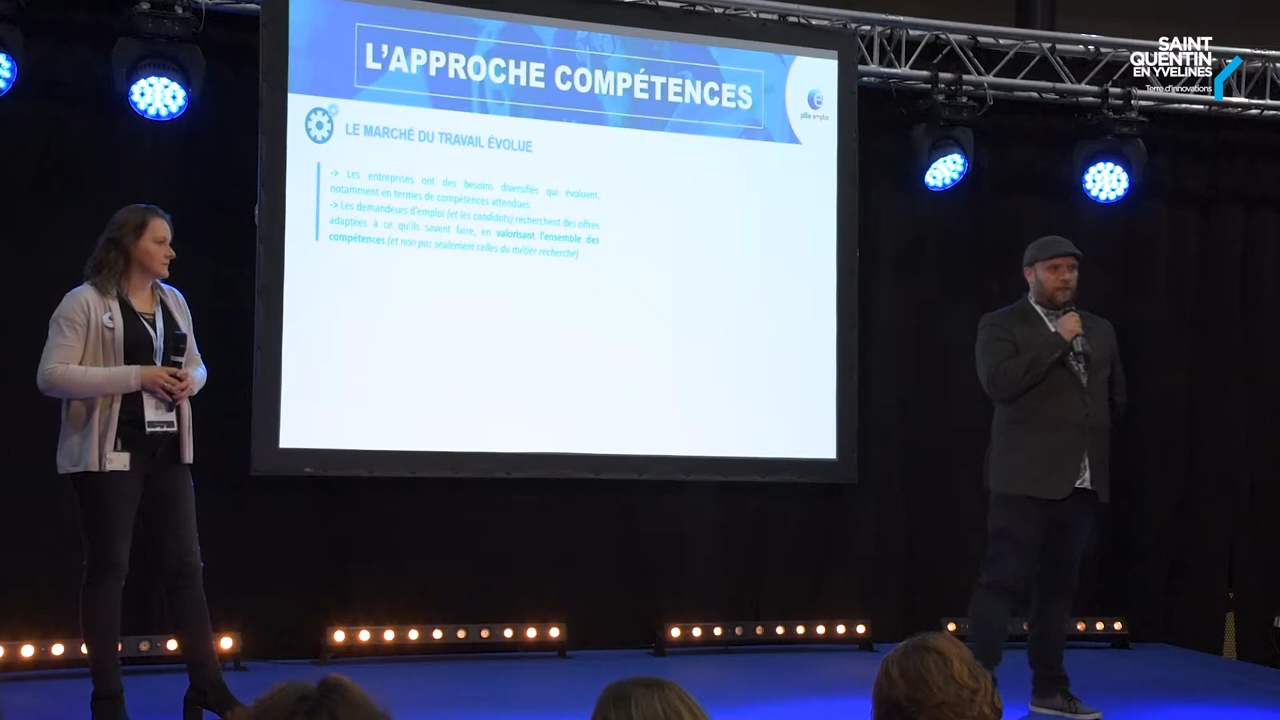 SAINT
QUENTIN
EN YVELINES
Terre d'innovations
L'APPROCHE COMPÉTENCES
pôle emploi
LE MARCHÉ DU TRAVAIL ÉVOLUE
-> Les entreprises ont des besoins diversifiés qui évoluent,
notamment en termes de compétences attendues.
-> Les demandeurs d'emploi (et les candidats) recherchent des offres
adaptées à ce qu'ils savent faire, en valorisant l'ensemble des
compétences (et non pas seulement celles du métier recherché)